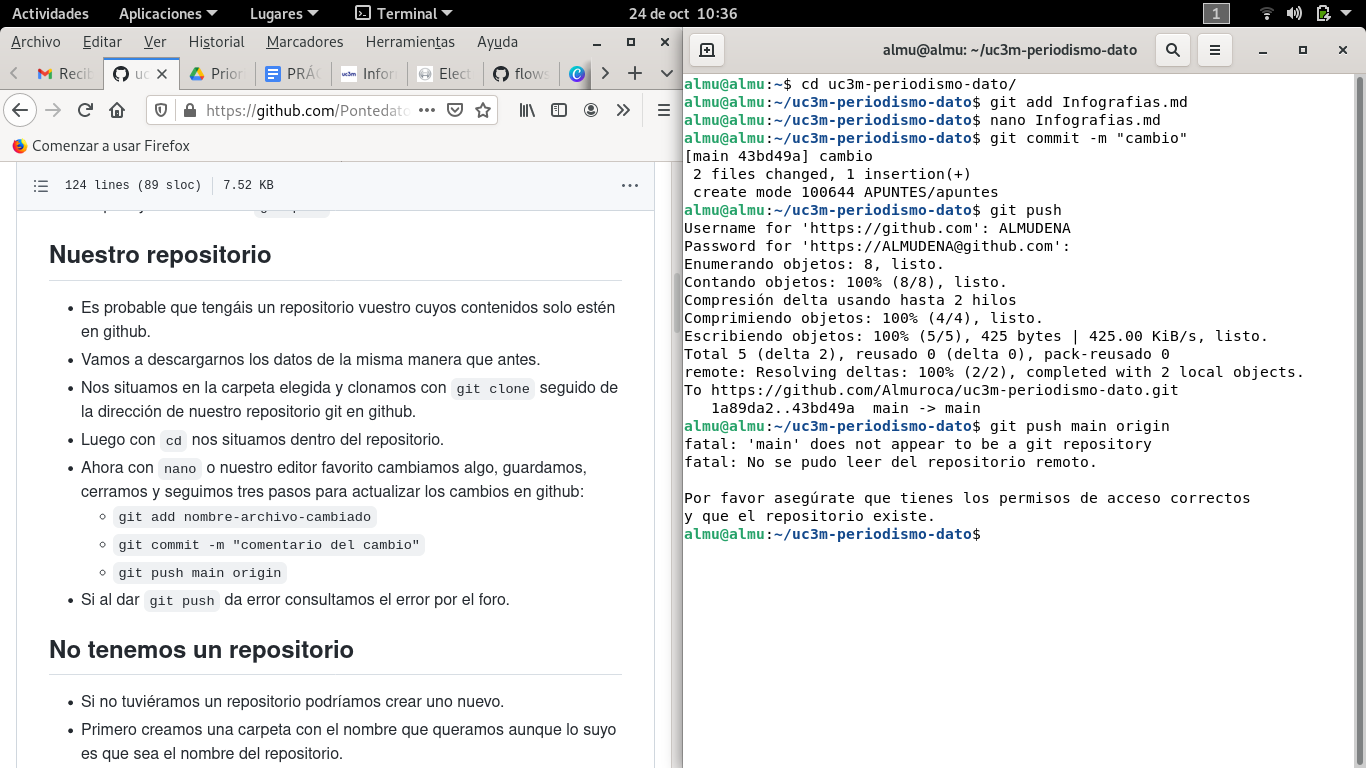 Actividades Aplicaciones Lugares Terminal 24 de oct 10:36 1
Archivo Editar Ver Historial Marcadores Herramientas Ayuda
Recib uc Prior PRÁC uc3m Infor Elect flow
https://github.com/Pontedato
Comenzar a usar Firefox
124 lines (89 sloc) 7.52 KB
Nuestro repositorio
Es probable que tengáis un repositorio vuestro cuyos contenidos solo estén
en github.
Vamos a descargarnos los datos de la misma manera que antes.
Nos situamos en la carpeta elegida y clonamos con git clone seguido de
la dirección de nuestro repositorio git en github.
Luego con cd nos situamos dentro del repositorio.
Ahora con nano o nuestro editor favorito cambiamos algo, guardamos,
cerramos y seguimos tres pasos para actualizar los cambios en github:
git add nombre-archivo-cambiado
git commit -m "comentario del cambio"
git push main origin
Si al dar git push da error consultamos el error por el foro.
No tenemos un repositorio
Si no tuviéramos un repositorio podríamos crear uno nuevo.
Primero creamos una carpeta con el nombre que queramos aunque lo suyo
es que sea el nombre del repositorio.
almu@almu: ~/uc3m-periodismo-dato
almu@almu:~$ cd uc3m-periodismo-dato/
almu@almu:~/uc3m-periodismo-dato$ git add Infografias.md
almu@almu:~/uc3m-periodismo-dato$ nano Infografias.md
almu@almu:~/uc3m-periodismo-dato$ git commit -m "cambio"
[main 43bd49a] cambio
2 files changed, 1 insertion(+)
create mode 100644 APUNTES/apuntes
almu@almu:~/uc3m-periodismo-dato$ git push
Username for 'https://github.com': ALMUDENA
Password for 'https://ALMUDENA@github.com':
Enumerando objetos: 8, listo.
Contando objetos: 100% (8/8), listo.
Compresión delta usando hasta 2 hilos
Comprimiendo objetos: 100% (4/4), listo.
Escribiendo objetos: 100% (5/5), 425 bytes | 425.00 KiB/s, listo.
Total 5 (delta 2), reusado 0 (delta 0), pack-reusado 0
remote: Resolving deltas: 100% (2/2), completed with 2 local objects.
To https://github.com/Almuroca/uc3m-periodismo-dato.git
1a89da2..43bd49a main -> main
almu@almu:~/uc3m-periodismo-dato$ git push main origin
fatal: 'main' does not appear to be a git repository
fatal: No se pudo leer del repositorio remoto.
Por favor asegúrate que tienes los permisos de acceso correctos
y que el repositorio existe.
almu@almu:~/uc3m-periodismo-dato$